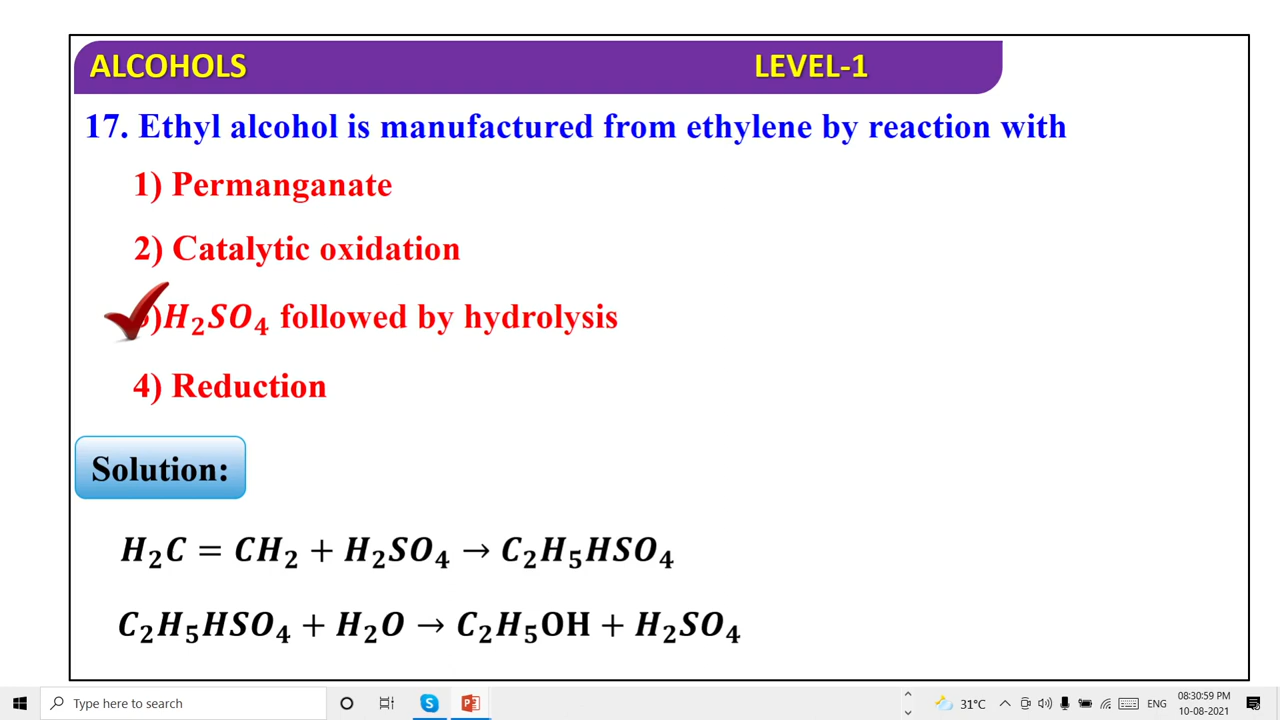 ALCOHOLS LEVEL-1
17. Ethyl alcohol is manufactured from ethylene by reaction with
1) Permanganate
2) Catalytic oxidation
)H₂SO₄ followed by hydrolysis
4) Reduction
Solution:
H₂C = CH₂ + H₂SO₄ → C₂H₅HSO₄
C₂H₅HSO₄ + H₂O → C₂H₅OH + H₂SO₄
Type here to search
31°C
ENG
08:30:59 PM
10-08-2021